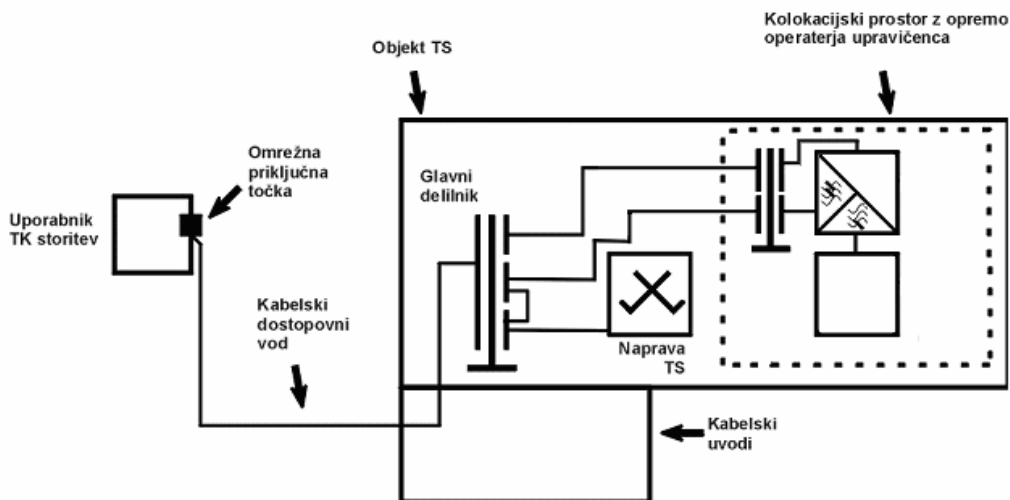 Kolokacijski prostor z opremo
operaterja upravičenca
Objekt TS
Omrežna
priključna
točka
Glavni
delilnik
Uporabnik
TK storitev
Kabelski
dostopovni
vod
Naprava
TS
Kabelski
uvodi